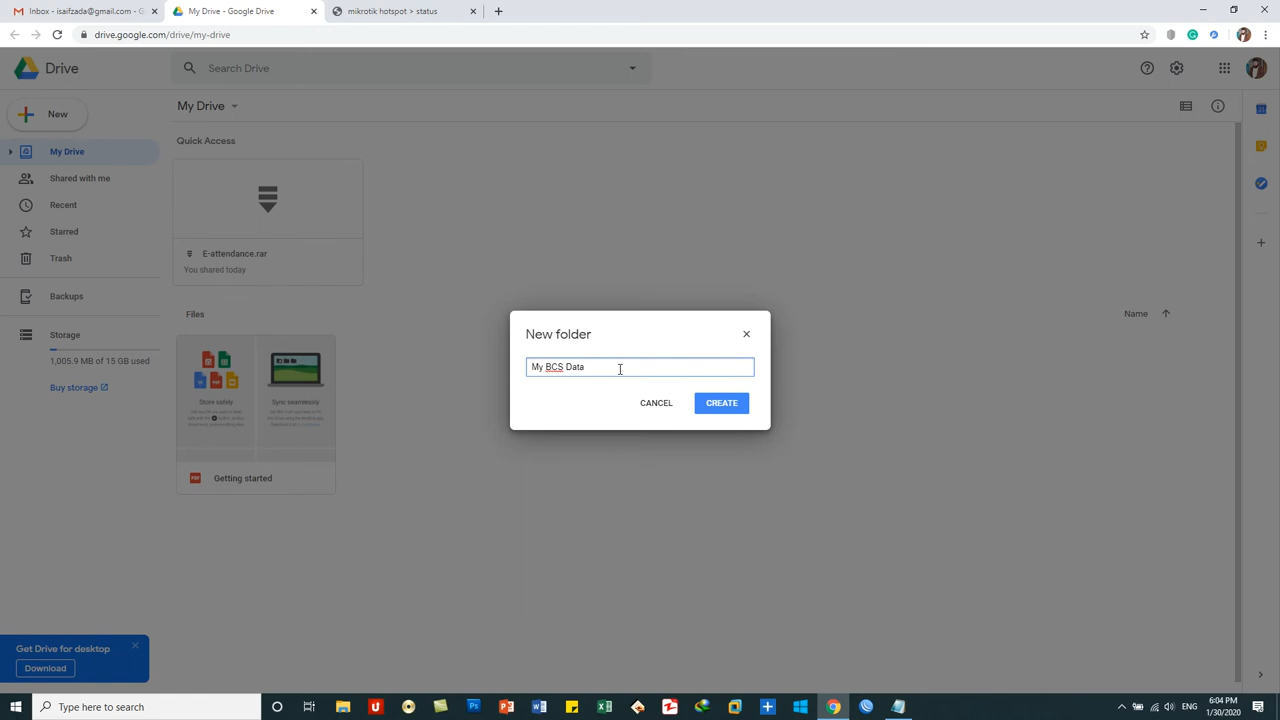 Inbox - isaifzada@gmail.com - G
My Drive - Google Drive
mikrotik hotspot > status
drive.google.com/drive/my-drive
Drive
Search Drive
New
My Drive
My Drive
Quick Access
Shared with me
Recent
Starred
Trash
Backups
Storage
1,005.9 MB of 15 GB used
Buy storage
E-attendance.rar
You shared today
Files
Name
Store safely
Sync seamlessly
PDF
Getting started
New folder
My BCS Data
CANCEL
CREATE
Get Drive for desktop
Download
Type here to search
ENG
6:04 PM
1/30/2020